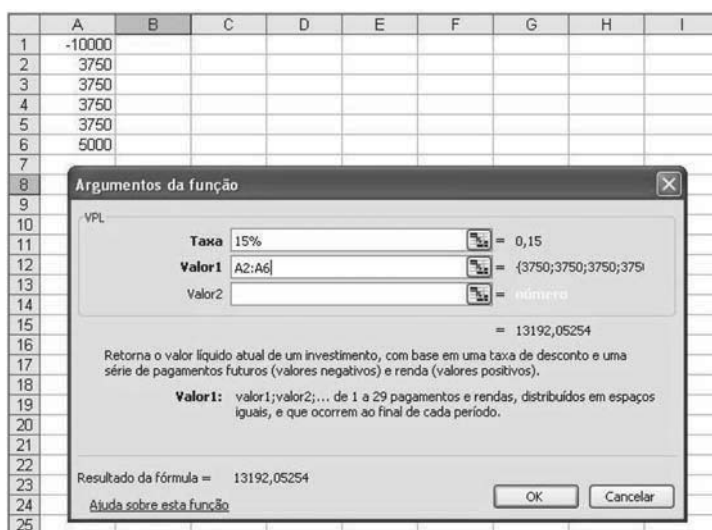 A B C D E F G H I
1 -10000
2 3750
3 3750
4 3750
5 3750
6 5000
7
8
9
10
11
12
13
14
15
16
17
18
19
20
21
22
23
24
25
Argumentos da função
VPL
Taxa 15% = 0,15
Valor1 A2:A6 = {3750;3750;3750;375(
Valor2 = número
= 13192,05254
Retorna o valor líquido atual de um investimento, com base em uma taxa de desconto e uma
série de pagamentos futuros (valores negativos) e renda (valores positivos).
Valor1: valor1;valor2;... de 1 a 29 pagamentos e rendas, distribuídos em espaços
iguais, e que ocorrem ao final de cada período.
Resultado da fórmula = 13192,05254
Ajuda sobre esta função
OK Cancelar